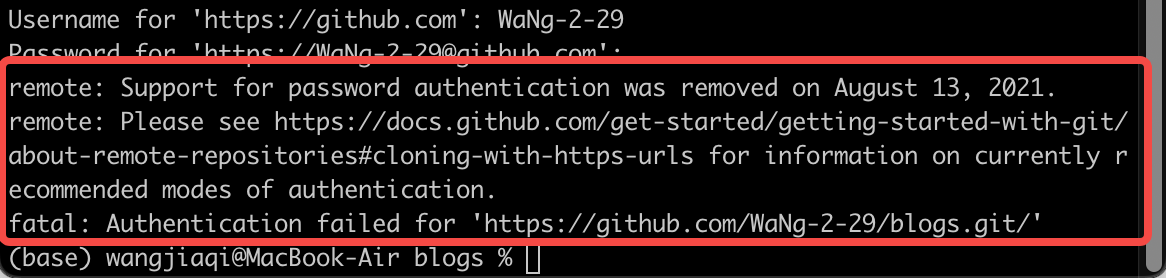 Username for 'https://github.com': WaNg-2-29
Password for 'https://WaNg-2-29@github.com':
remote: Support for password authentication was removed on August 13, 2021.
remote: Please see https://docs.github.com/get-started/getting-started-with-git/
about-remote-repositories#cloning-with-https-urls for information on currently r
ecommended modes of authentication.
fatal: Authentication failed for 'https://github.com/WaNg-2-29/blogs.git/'
(base) wangjiaqi@MacBook-Air blogs %